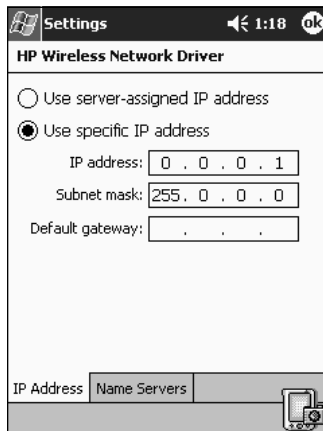 Settings 1:18 ok
HP Wireless Network Driver
Use server-assigned IP address
Use specific IP address
IP address: 0 . 0 . 0 . 1
Subnet mask: 255. 0 . 0 . 0
Default gateway: . . .
IP Address Name Servers